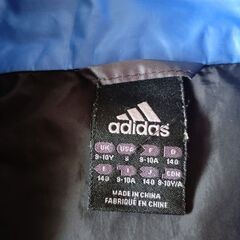 adidas
UK USA F D
9-10Y S 9-10A 140
E I J CDN
140 9-10A 140 9-10Y/A
MADE IN CHINA
FABRIQUÉ EN CHINE